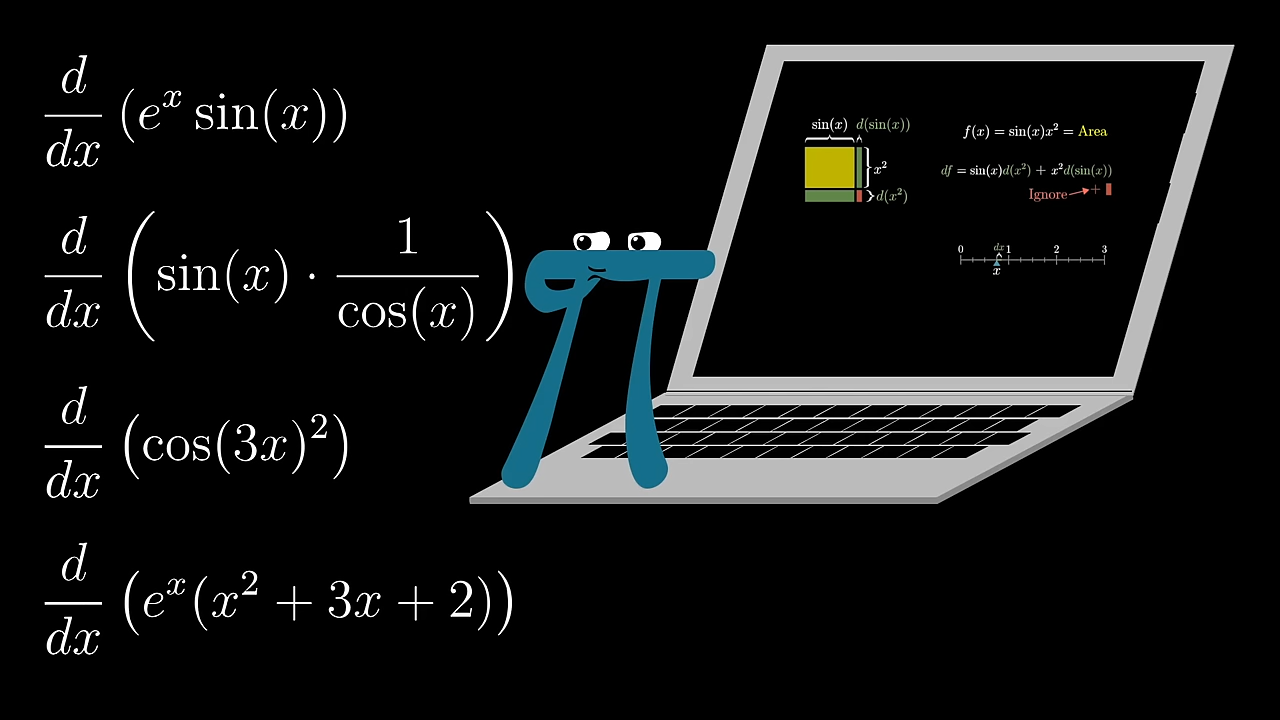 d/dx (e^x sin(x))
d/dx (sin(x) · 1/cos(x))
d/dx (cos(3x)^2)
d/dx (e^x(x^2 + 3x + 2))
sin(x) d(sin(x))
x^2
d(x^2)
f(x) = sin(x)x^2 = Area
df = sin(x)d(x^2) + x^2d(sin(x))
Ignore + 
dx
0 1 2 3
x